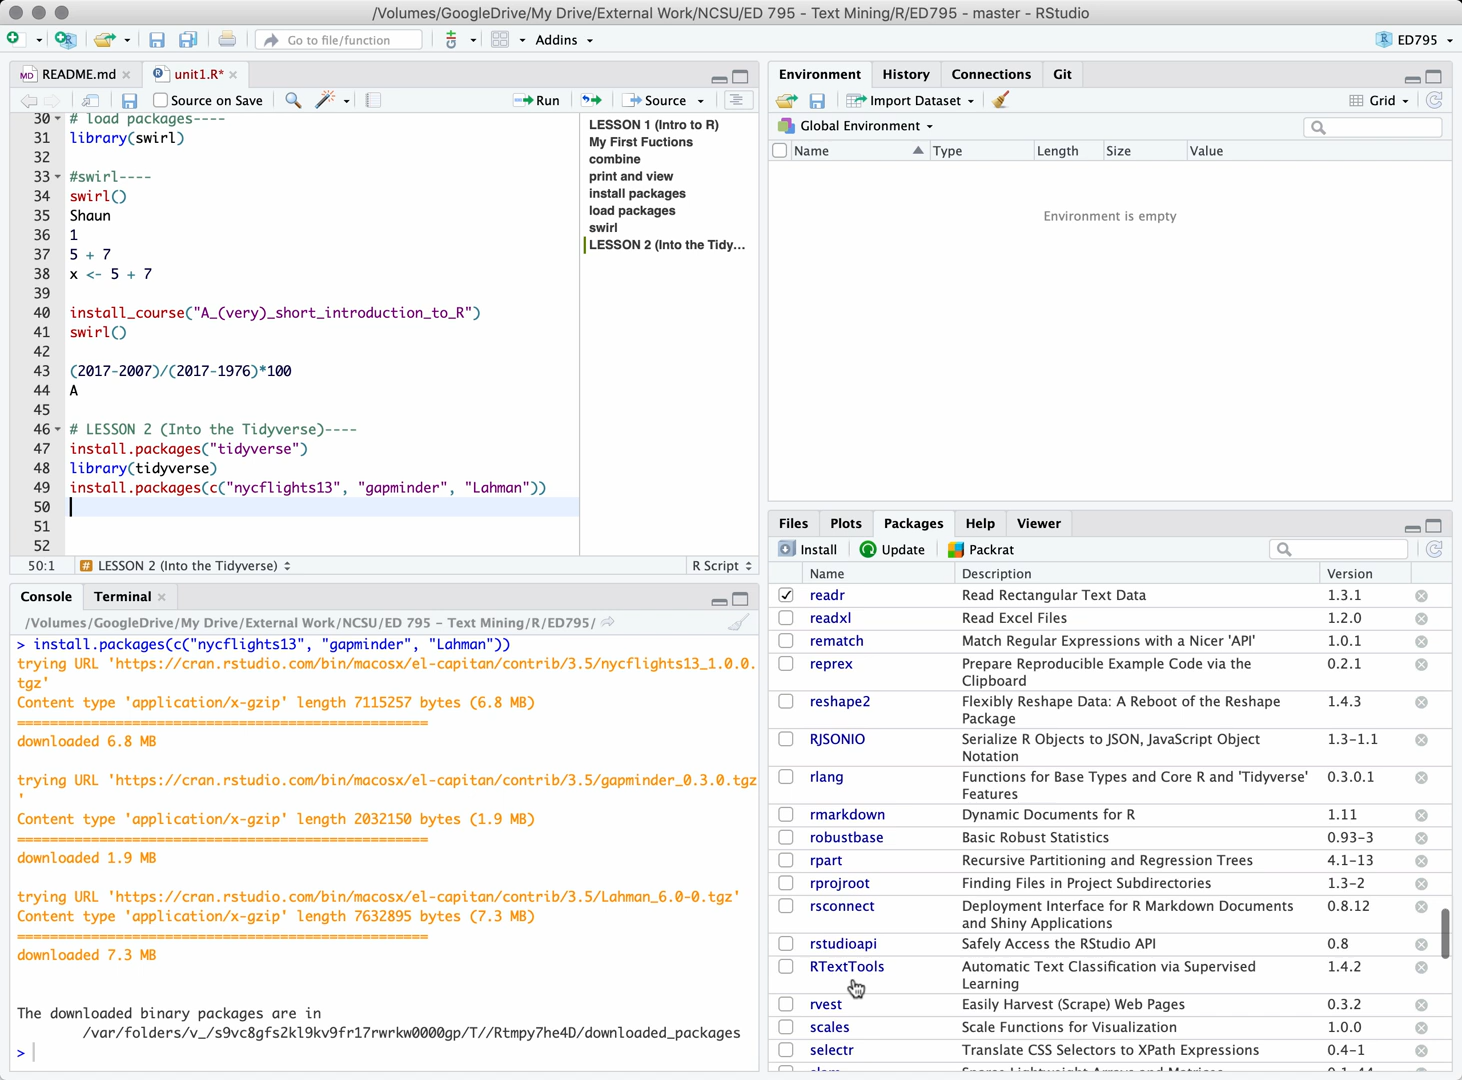 /Volumes/GoogleDrive/My Drive/External Work/NCSU/ED 795 - Text Mining/R/ED795 - master - RStudio
Go to file/function
Addins
ED795
README.md
unit1.R*
Source on Save
Run
Source
30 # load packages----
31 library(swirl)
32
33 #swirl----
34 swirl()
35 Shaun
36 1
37 5 + 7
38 x <- 5 + 7
39
40 install_course("A_(very)_short_introduction_to_R")
41 swirl()
42
43 (2017-2007)/(2017-1976)*100
44 A
45
46 # LESSON 2 (Into the Tidyverse)----
47 install.packages("tidyverse")
48 library(tidyverse)
49 install.packages(c("nycflights13", "gapminder", "Lahman"))
50
51
52
LESSON 1 (Intro to R)
My First Fuctions
combine
print and view
install packages
load packages
swirl
LESSON 2 (Into the Tidy...
50:1
LESSON 2 (Into the Tidyverse)
R Script
Console
Terminal
/Volumes/GoogleDrive/My Drive/External Work/NCSU/ED 795 - Text Mining/R/ED795/
> install.packages(c("nycflights13", "gapminder", "Lahman"))
trying URL 'https://cran.rstudio.com/bin/macosx/el-capitan/contrib/3.5/nycflights13_1.0.0.
tgz'
Content type 'application/x-gzip' length 7115257 bytes (6.8 MB)
==================================================
downloaded 6.8 MB
trying URL 'https://cran.rstudio.com/bin/macosx/el-capitan/contrib/3.5/gapminder_0.3.0.tgz
'
Content type 'application/x-gzip' length 2032150 bytes (1.9 MB)
==================================================
downloaded 1.9 MB
trying URL 'https://cran.rstudio.com/bin/macosx/el-capitan/contrib/3.5/Lahman_6.0-0.tgz'
Content type 'application/x-gzip' length 7632895 bytes (7.3 MB)
==================================================
downloaded 7.3 MB
The downloaded binary packages are in
/var/folders/v_/s9vc8gfs2kl9kv9fr17rwrkw0000gp/T//Rtmpy7he4D/downloaded_packages
>
Environment
History
Connections
Git
Import Dataset
Grid
Global Environment
Name Type Length Size Value
Environment is empty
Files
Plots
Packages
Help
Viewer
Install
Update
Packrat
Name Description Version
readr Read Rectangular Text Data 1.3.1
readxl Read Excel Files 1.2.0
rematch Match Regular Expressions with a Nicer 'API' 1.0.1
reprex Prepare Reproducible Example Code via the 0.2.1
Clipboard
reshape2 Flexibly Reshape Data: A Reboot of the Reshape 1.4.3
Package
RJSONIO Serialize R Objects to JSON, JavaScript Object 1.3-1.1
Notation
rlang Functions for Base Types and Core R and 'Tidyverse' 0.3.0.1
Features
rmarkdown Dynamic Documents for R 1.11
robustbase Basic Robust Statistics 0.93-3
rpart Recursive Partitioning and Regression Trees 4.1-13
rprojroot Finding Files in Project Subdirectories 1.3-2
rsconnect Deployment Interface for R Markdown Documents 0.8.12
and Shiny Applications
rstudioapi Safely Access the RStudio API 0.8
RTextTools Automatic Text Classification via Supervised 1.4.2
Learning
rvest Easily Harvest (Scrape) Web Pages 0.3.2
scales Scale Functions for Visualization 1.0.0
selectr Translate CSS Selectors to XPath Expressions 0.4-1